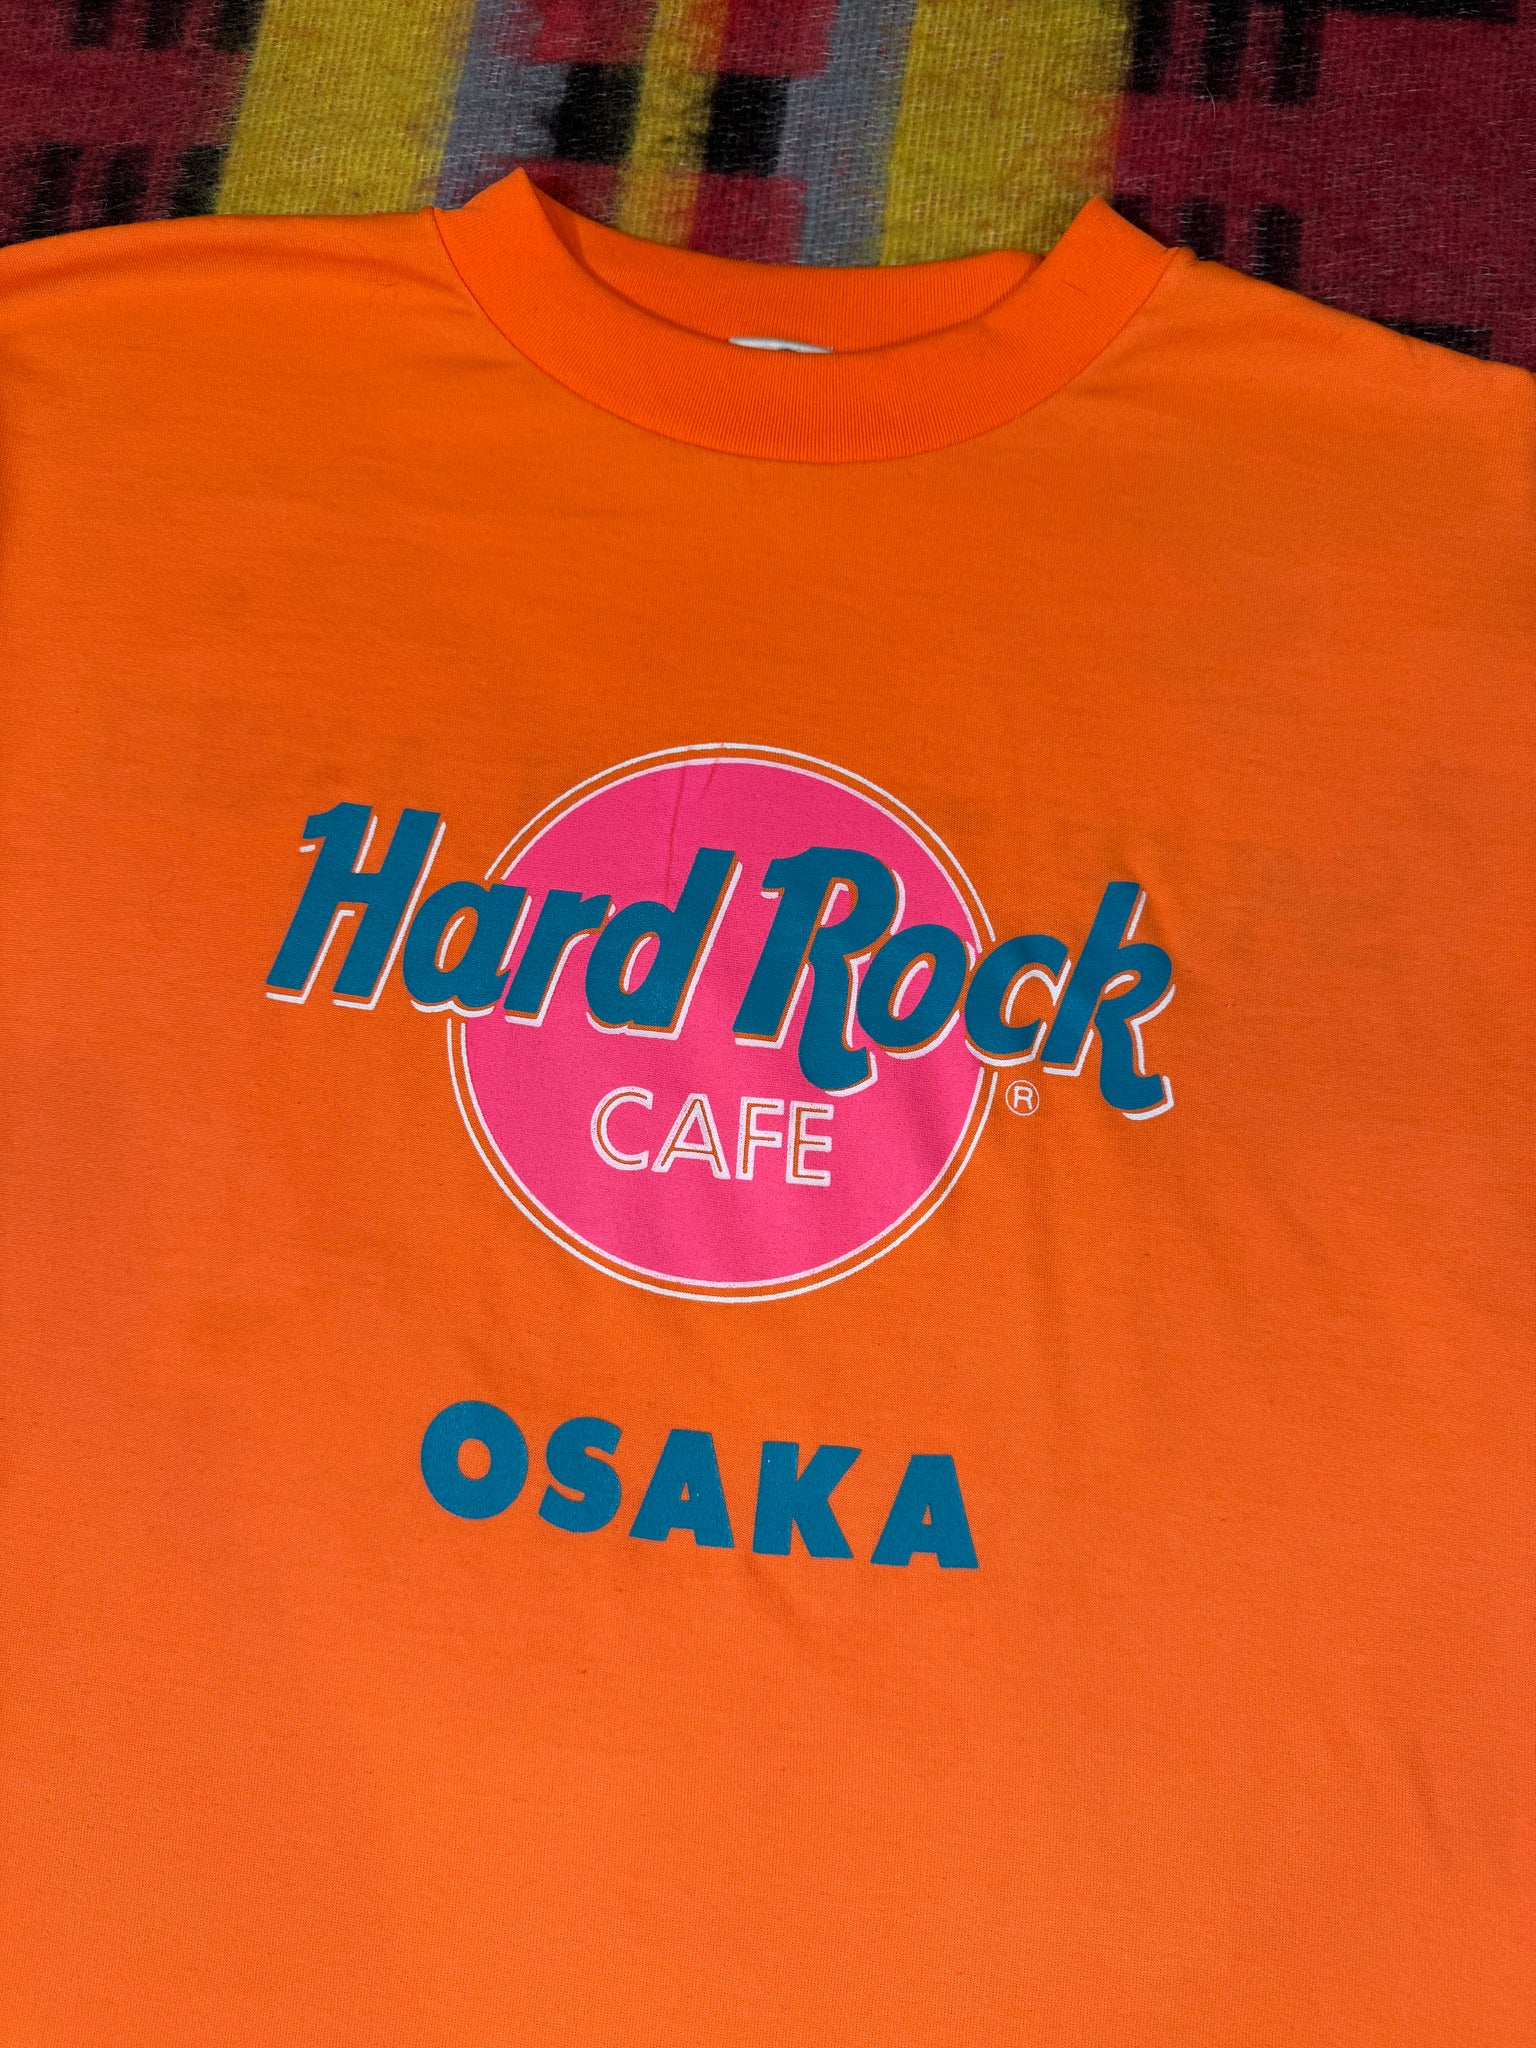 Hard Rock
CAFE
®
OSAKA